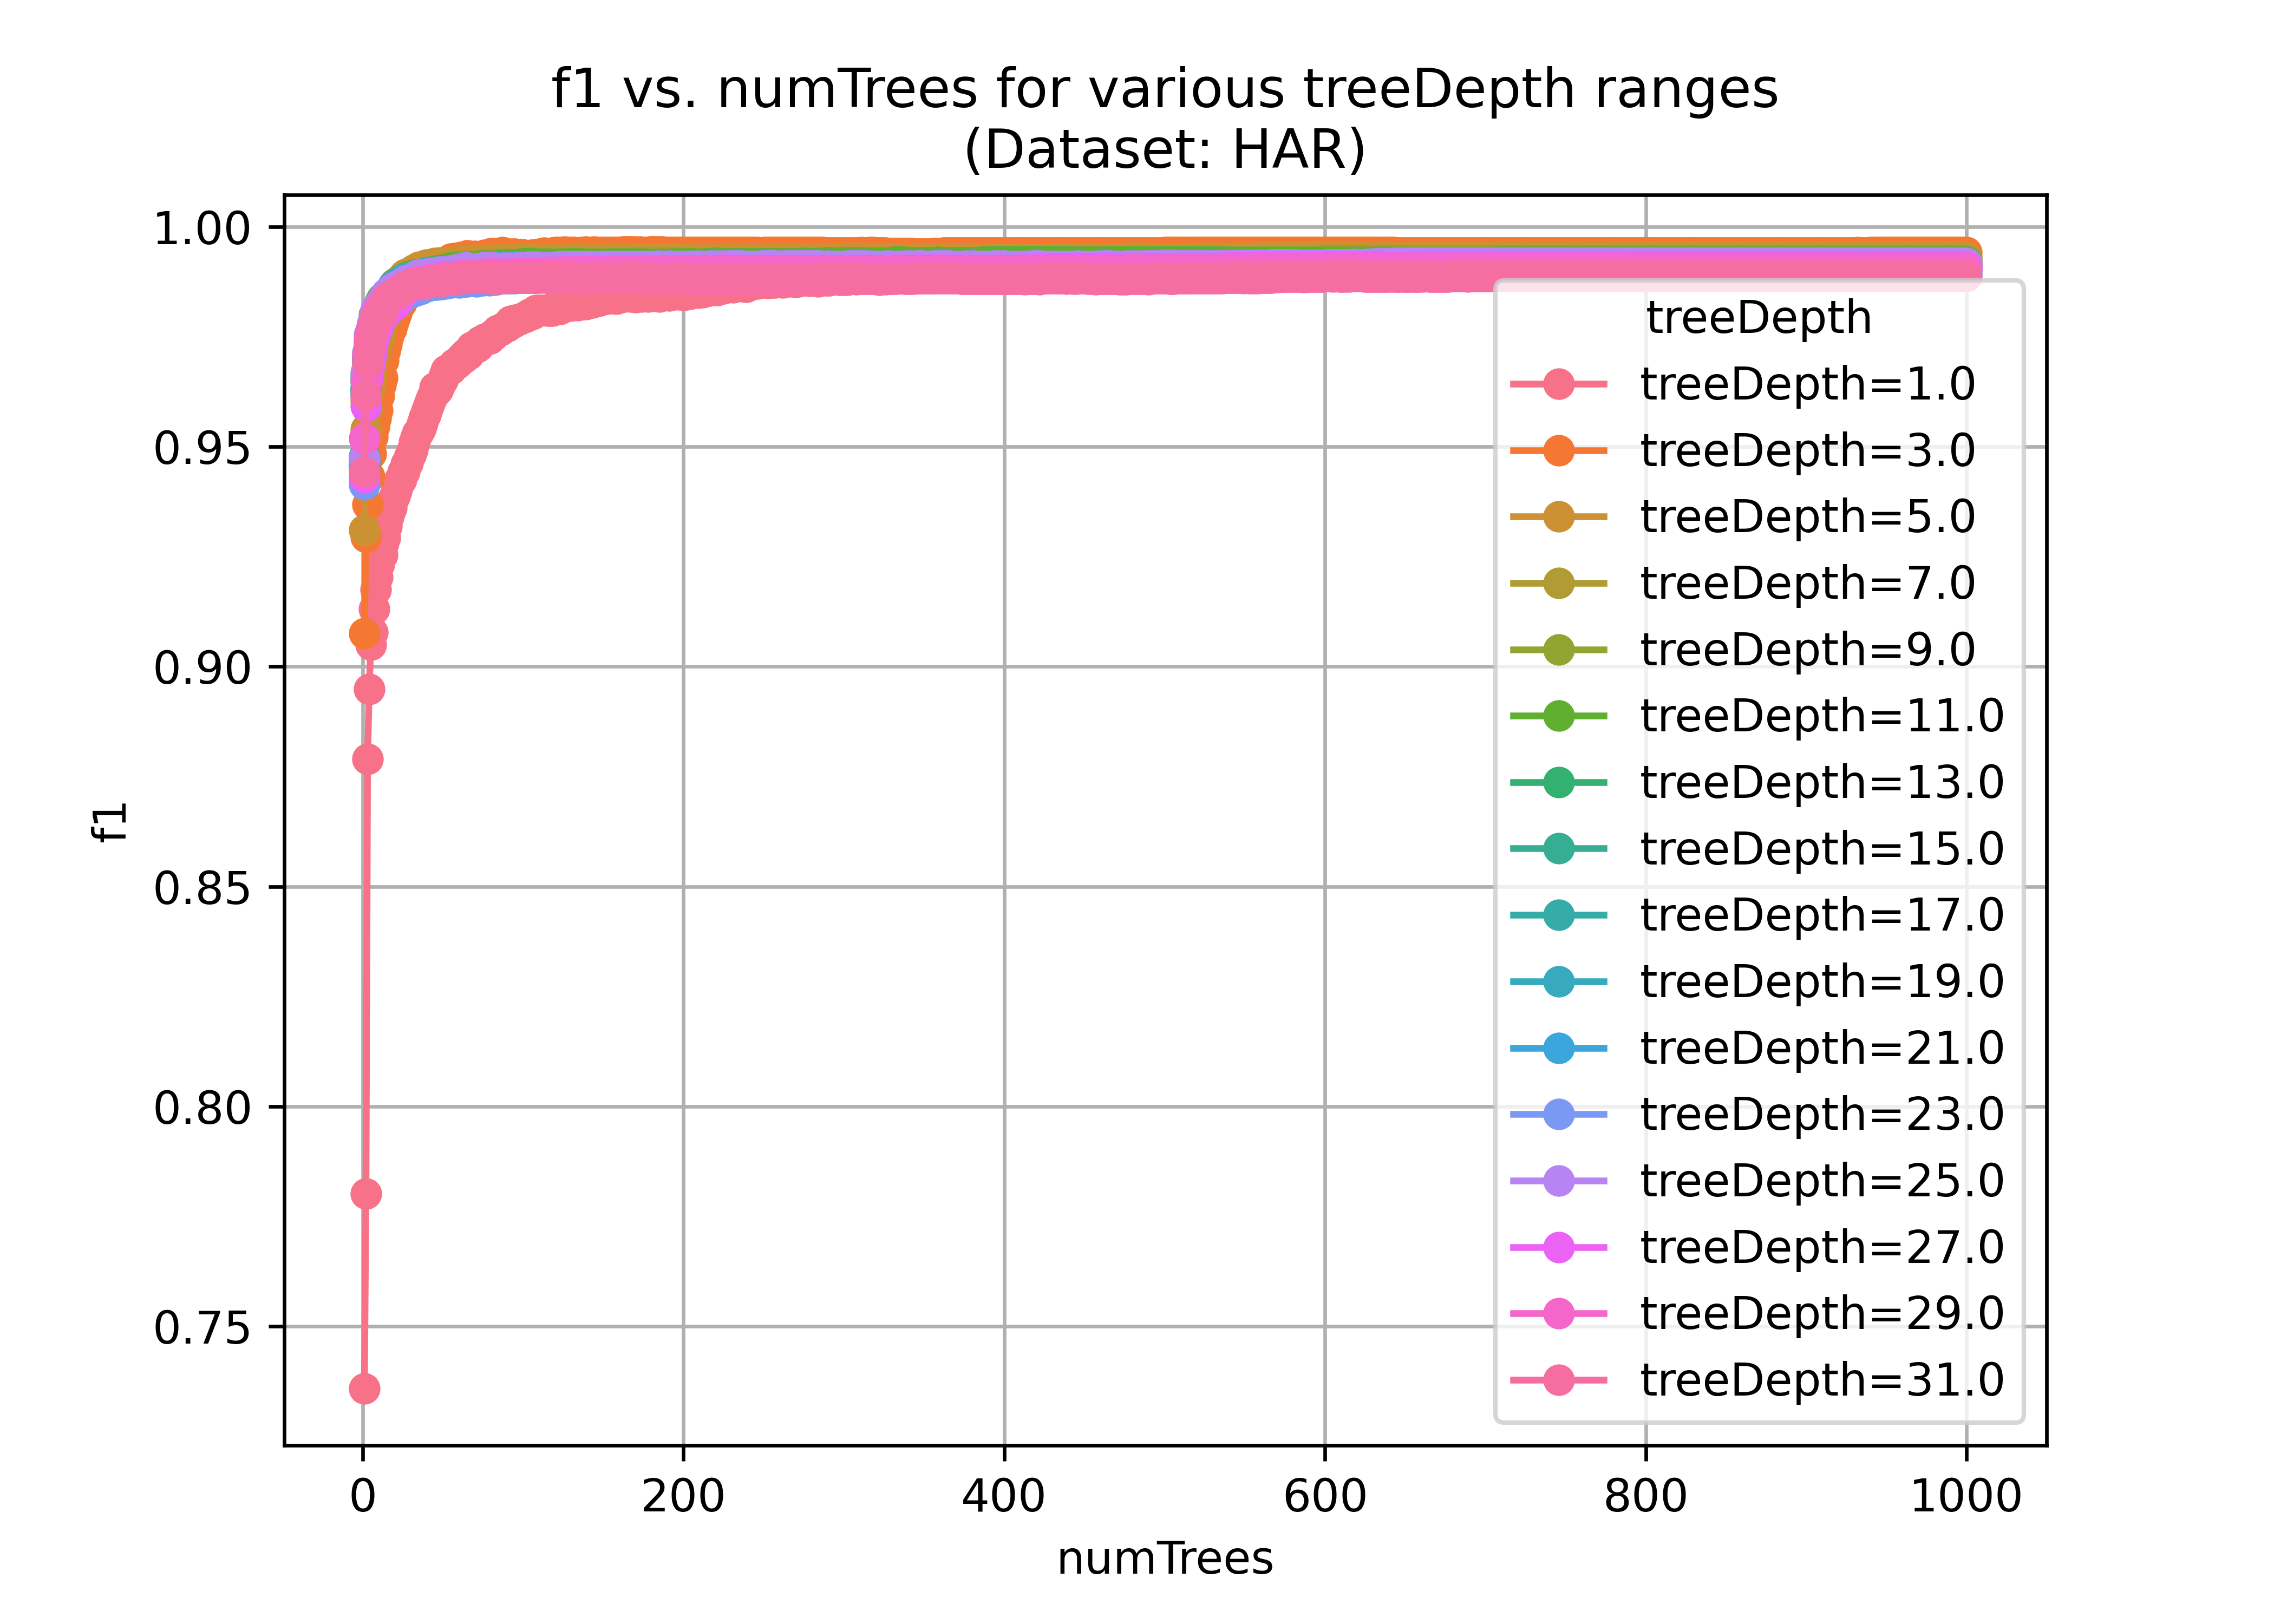 f1 vs. numTrees for various treeDepth ranges
(Dataset: HAR)
1.00
0.95
0.90
0.85
0.80
0.75
f1
0
200
400
600
800
1000
numTrees
treeDepth
treeDepth=1.0
treeDepth=3.0
treeDepth=5.0
treeDepth=7.0
treeDepth=9.0
treeDepth=11.0
treeDepth=13.0
treeDepth=15.0
treeDepth=17.0
treeDepth=19.0
treeDepth=21.0
treeDepth=23.0
treeDepth=25.0
treeDepth=27.0
treeDepth=29.0
treeDepth=31.0